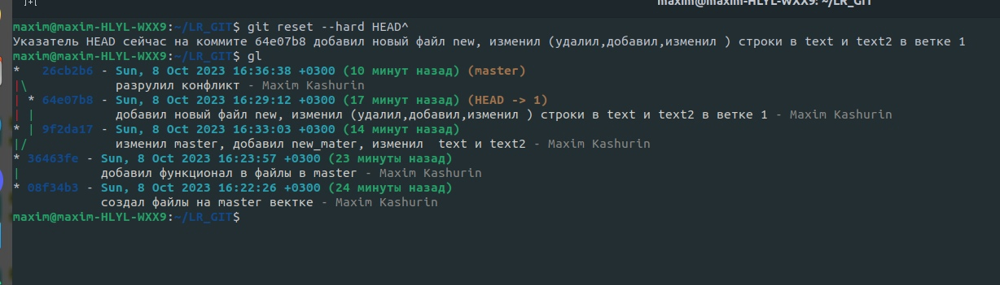 ]+[
maxim@maxim-HLYL-WXX9: ~/LR_GIT
maxim@maxim-HLYL-WXX9:~/LR_GIT$ git reset --hard HEAD^
Указатель HEAD сейчас на коммите 64e07b8 добавил новый файл new, изменил (удалил,добавил,изменил ) строки в text и text2 в ветке 1
maxim@maxim-HLYL-WXX9:~/LR_GIT$ gl
*   26cb2b6 - Sun, 8 Oct 2023 16:36:38 +0300 (10 минут назад) (master)
|\            разрулил конфликт - Maxim Kashurin
| * 64e07b8 - Sun, 8 Oct 2023 16:29:12 +0300 (17 минут назад) (HEAD -> 1)
| |           добавил новый файл new, изменил (удалил,добавил,изменил ) строки в text и text2 в ветке 1 - Maxim Kashurin
* | 9f2da17 - Sun, 8 Oct 2023 16:33:03 +0300 (14 минут назад)
|/            изменил master, добавил new_mater, изменил  text и text2 - Maxim Kashurin
* 36463fe - Sun, 8 Oct 2023 16:23:57 +0300 (23 минуты назад)
|           добавил функционал в файлы в master - Maxim Kashurin
* 08f34b3 - Sun, 8 Oct 2023 16:22:26 +0300 (24 минуты назад)
            создал файлы на master вектке - Maxim Kashurin
maxim@maxim-HLYL-WXX9:~/LR_GIT$